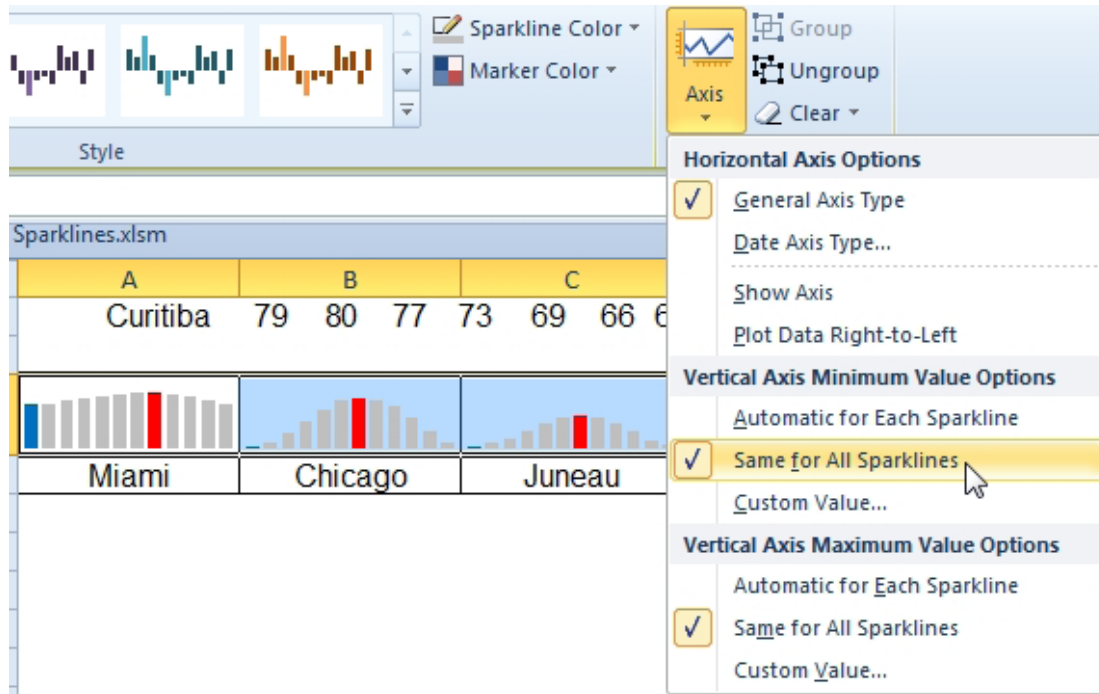 Sparkline Color
Marker Color
Style
Axis
Group
Ungroup
Clear
Horizontal Axis Options
General Axis Type
Date Axis Type...
Show Axis
Plot Data Right-to-Left
Vertical Axis Minimum Value Options
Automatic for Each Sparkline
Same for All Sparklines
Custom Value...
Vertical Axis Maximum Value Options
Automatic for Each Sparkline
Same for All Sparklines
Custom Value...
Sparklines.xlsm
A B C
Curitiba 79 80 77 73 69 66
Miami Chicago Juneau